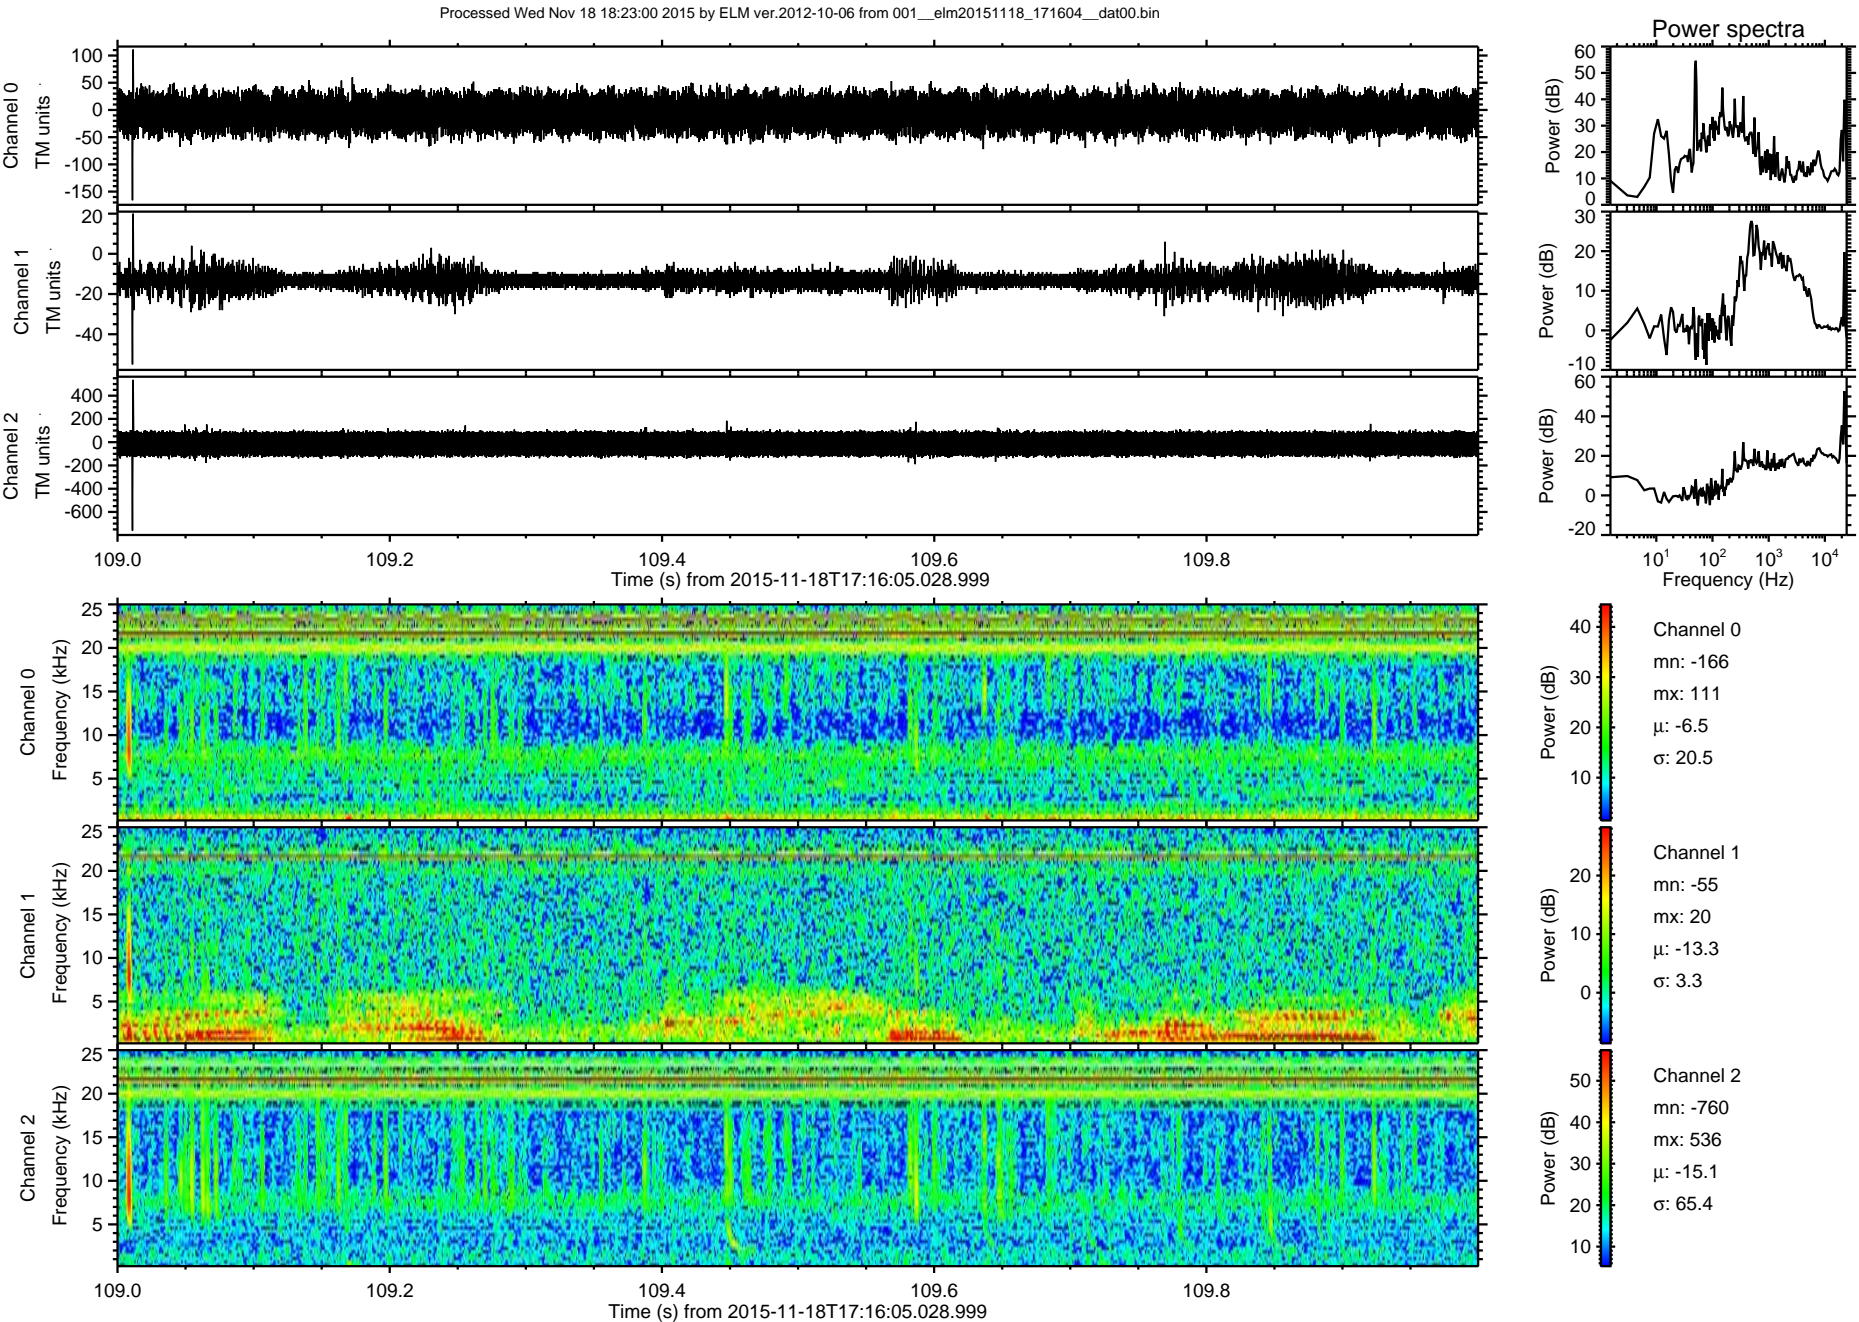 Processed Wed Nov 18 18:23:00 2015 by ELM ver.2012-10-06 from 001__elm20151118_171604__dat00.bin
Power spectra
Channel 0
TM units
100
50
0
-50
-100
-150
Power (dB)
60
50
40
30
20
10
0
Channel 1
TM units
20
0
-20
-40
Power (dB)
30
20
10
0
-10
Channel 2
TM units
400
200
0
-200
-400
-600
Power (dB)
60
40
20
0
-20
109.0 109.2 109.4 109.6 109.8
Time (s) from 2015-11-18T17:16:05.028.999
10¹ 10² 10³ 10⁴
Frequency (Hz)
Channel 0
Frequency (kHz)
25
20
15
10
5
Power (dB)
40
30
20
10
Channel 0
mn: -166
mx: 111
µ: -6.5
σ: 20.5
Channel 1
Frequency (kHz)
25
20
15
10
5
Power (dB)
20
10
0
Channel 1
mn: -55
mx: 20
µ: -13.3
σ: 3.3
Channel 2
Frequency (kHz)
25
20
15
10
5
Power (dB)
50
40
30
20
10
Channel 2
mn: -760
mx: 536
µ: -15.1
σ: 65.4
109.0 109.2 109.4 109.6 109.8
Time (s) from 2015-11-18T17:16:05.028.999